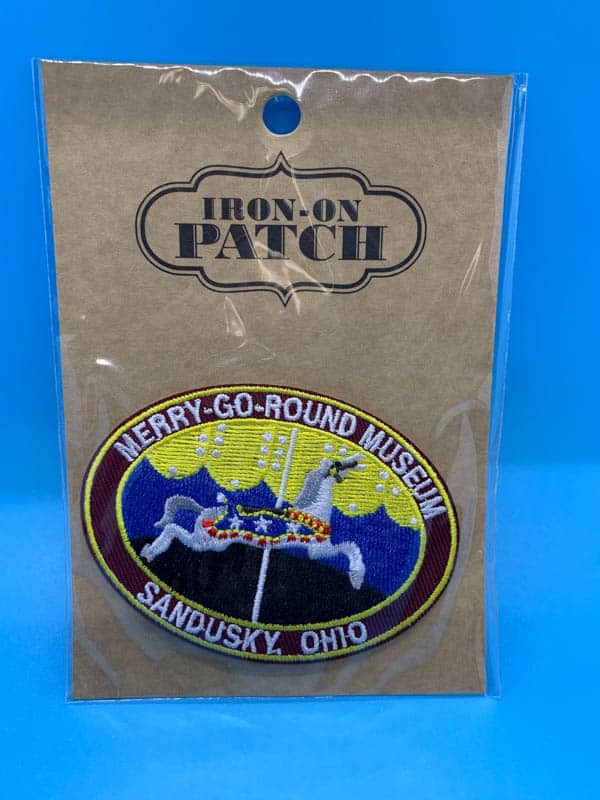 IRON-ON
PATCH
MERRY-GO-ROUND MUSEUM
SANDUSKY, OHIO